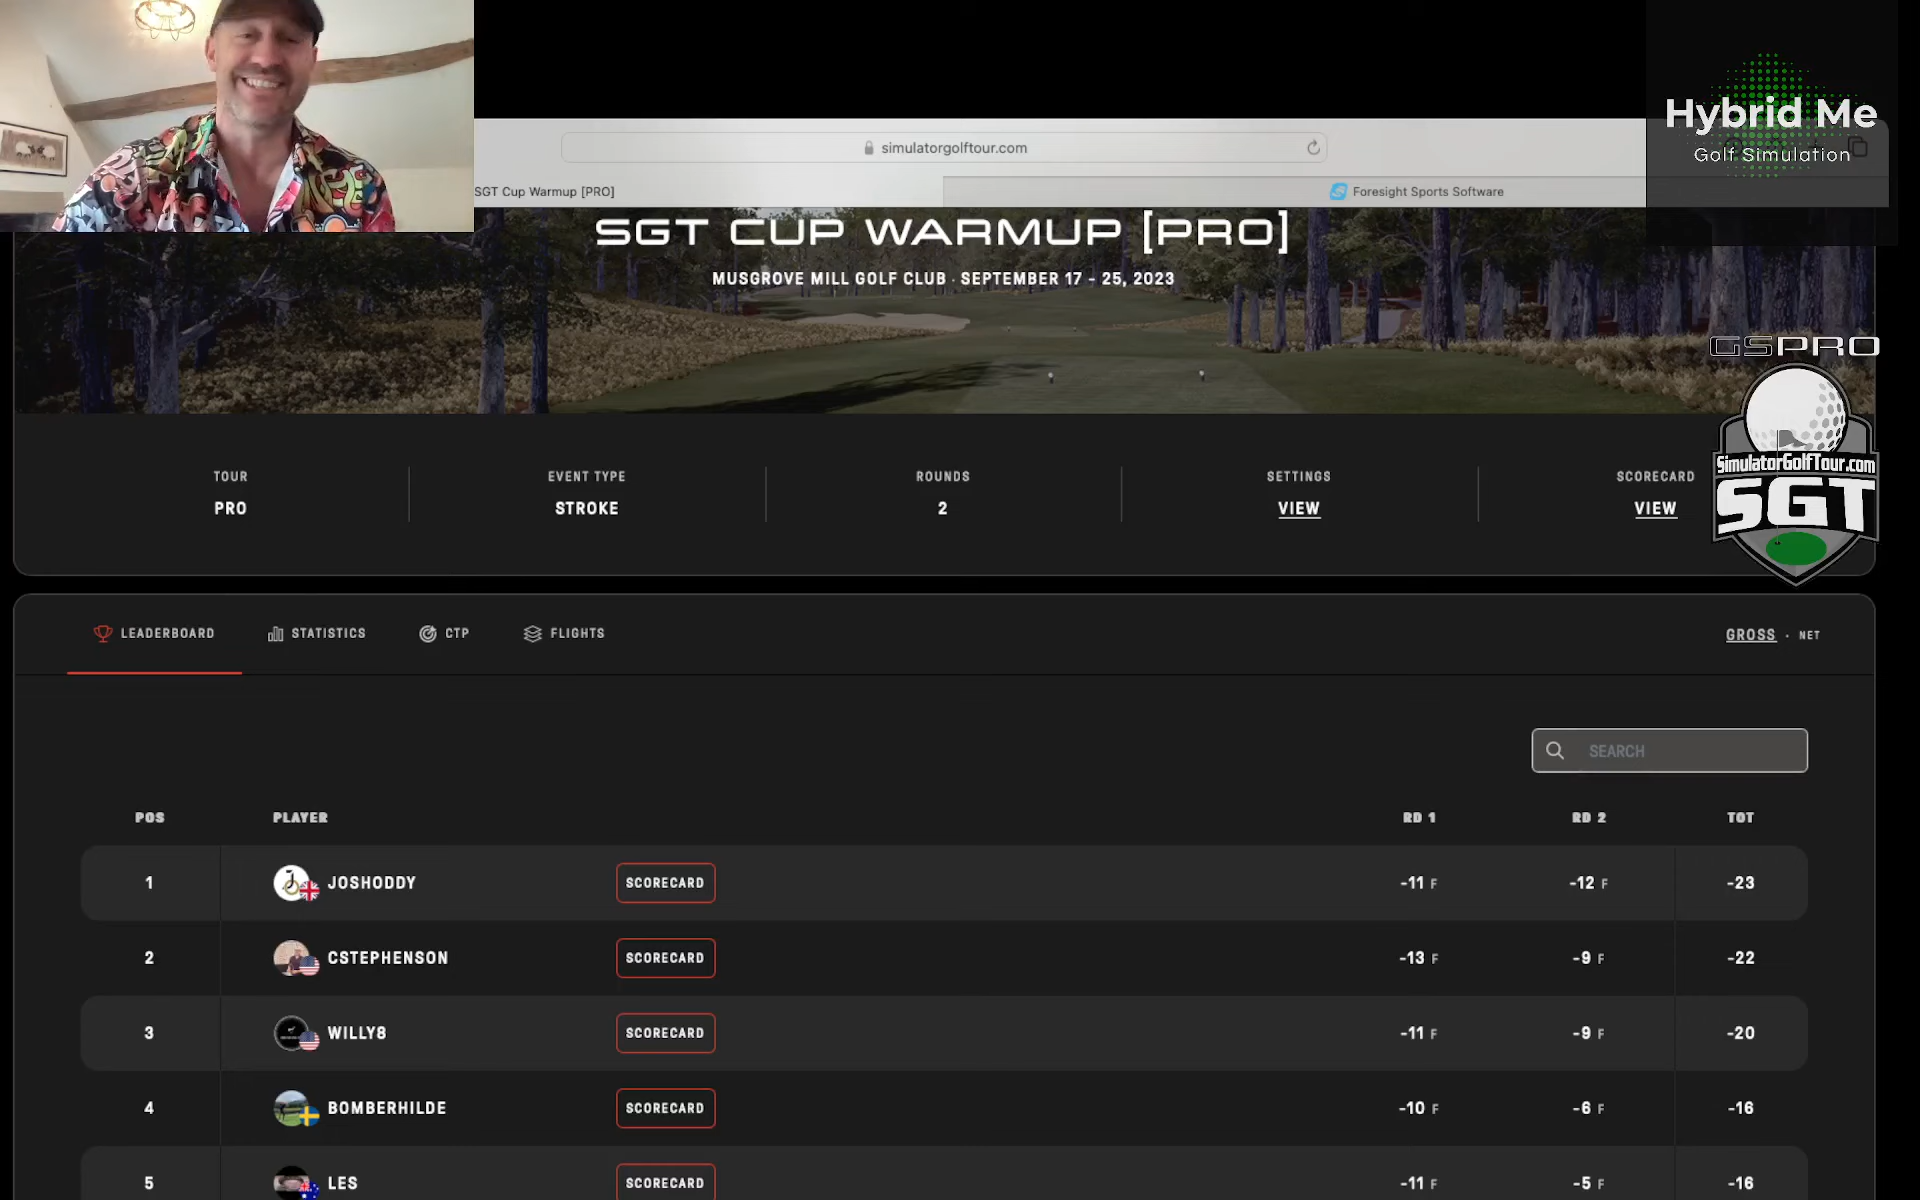 Hybrid Me
Golf Simulation
simulatorgolftour.com
SGT Cup Warmup [PRO]
Foresight Sports Software
SGT CUP WARMUP [PRO]
MUSGROVE MILL GOLF CLUB · SEPTEMBER 17 - 25, 2023
GSPRO
SimulatorGolfTour.com
SGT
TOUR
PRO
EVENT TYPE
STROKE
ROUNDS
2
SETTINGS
VIEW
SCORECARD
VIEW
LEADERBOARD STATISTICS CTP FLIGHTS GROSS · NET
SEARCH
POS PLAYER RD 1 RD 2 TOT
1 JOSHODDY SCORECARD -11 F -12 F -23
2 CSTEPHENSON SCORECARD -13 F -9 F -22
3 WILLY8 SCORECARD -11 F -9 F -20
4 BOMBERHILDE SCORECARD -10 F -6 F -16
5 LES SCORECARD -11 F -5 F -16